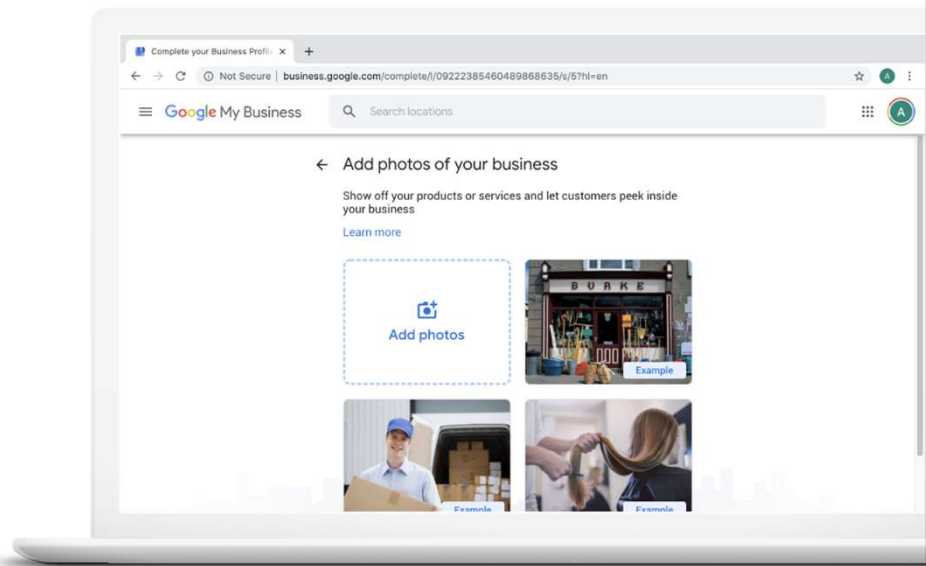 Complete your Business Profil
Not Secure | business.google.com/complete/l/09222385460489868635/s/5?hl=en
A
Google My Business
Search locations
A
Add photos of your business
Show off your products or services and let customers peek inside
your business
Learn more
BURKE
Add photos
Example
Example
Example